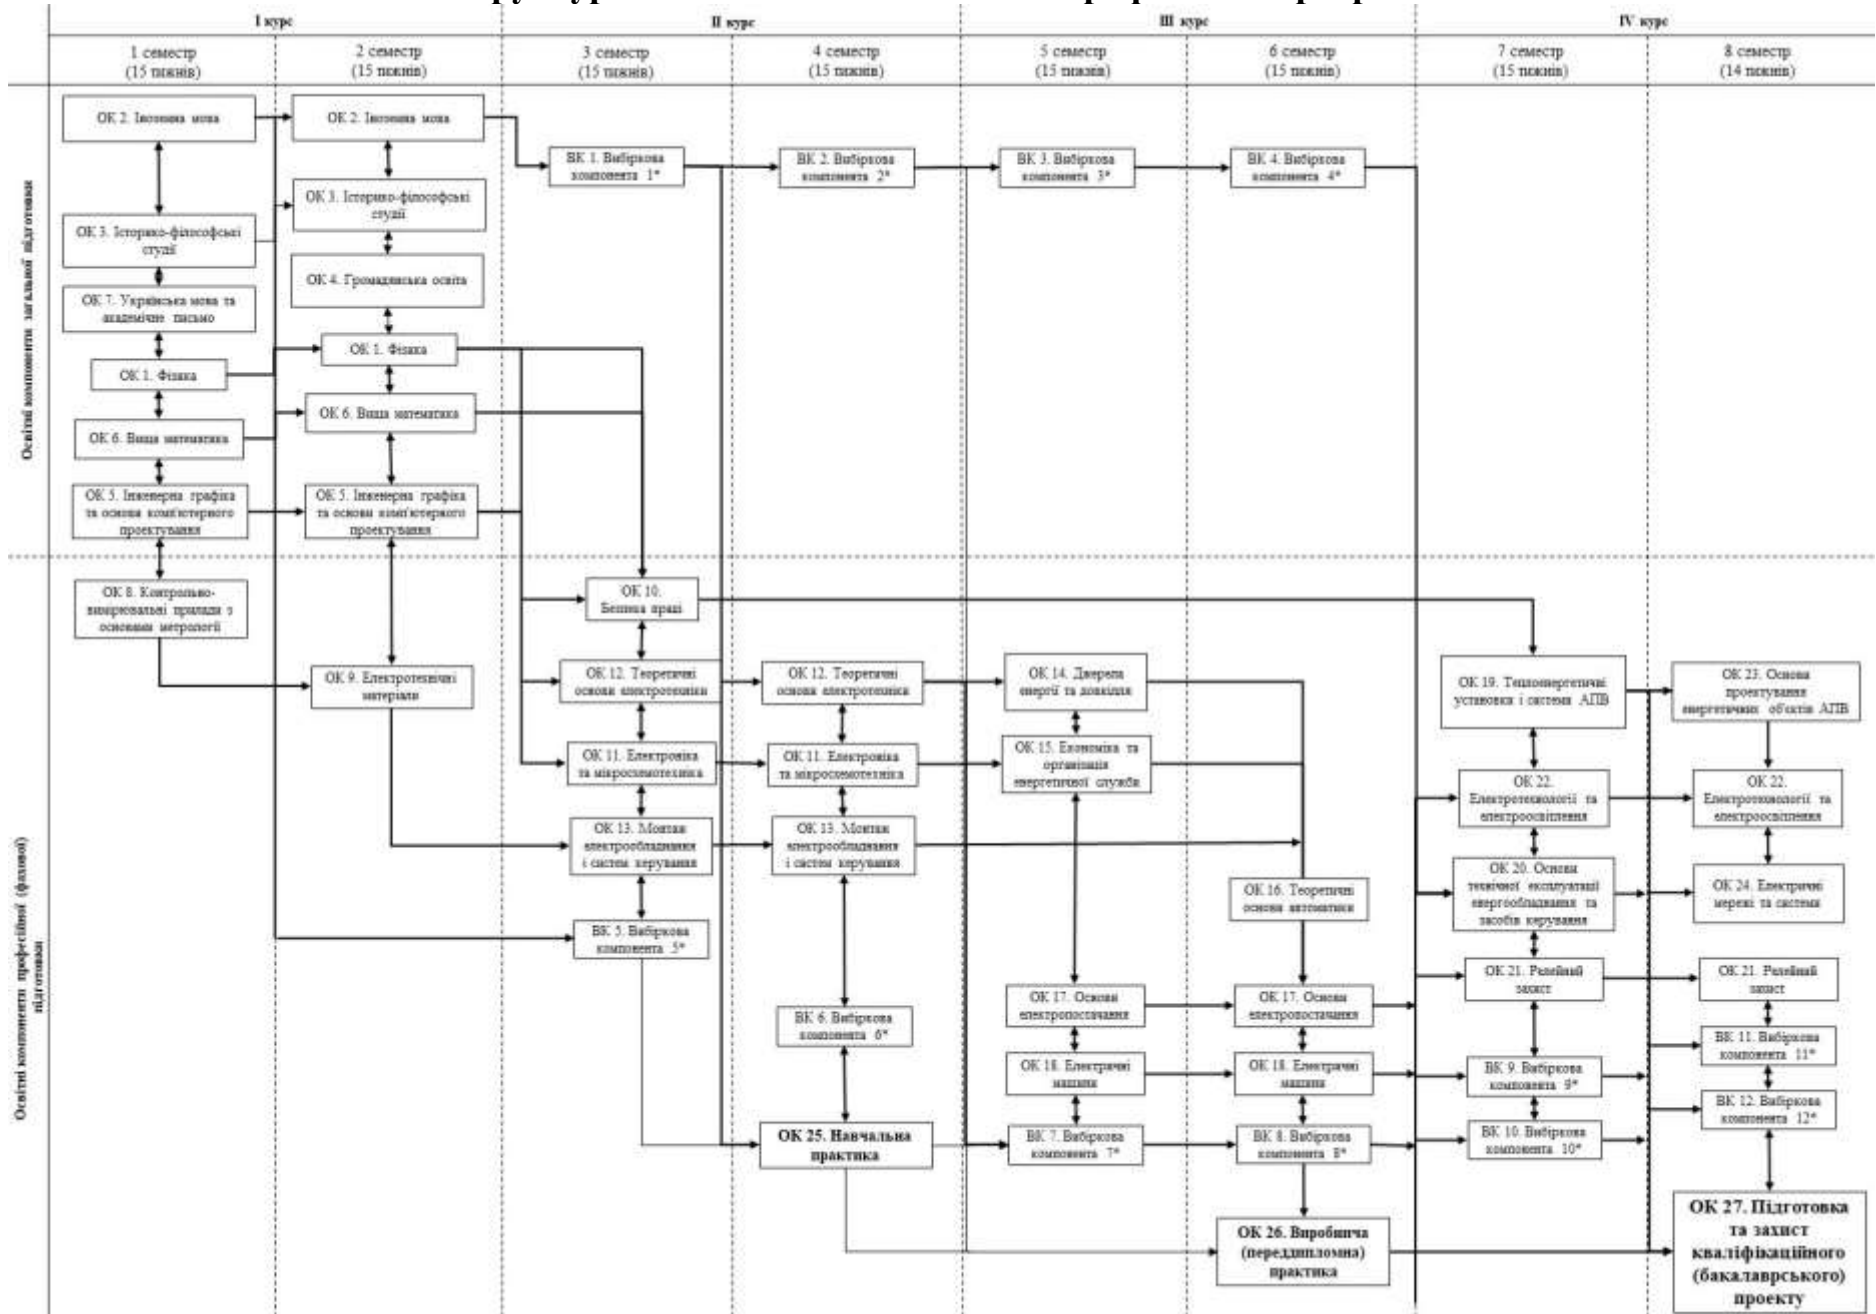 І курс
ІІ курс
ІІІ курс
IV курс
1 семестр
(15 тижнів)
2 семестр
(15 тижнів)
3 семестр
(15 тижнів)
4 семестр
(15 тижнів)
5 семестр
(15 тижнів)
6 семестр
(15 тижнів)
7 семестр
(15 тижнів)
8 семестр
(14 тижнів)
Освітні компоненти загальної підготовки
ОК 2. Іноземна мова
ОК 3. Історико-філософські
студії
ОК 7. Українська мова та
академічне письмо
ОК 1. Фізика
ОК 6. Вища математика
ОК 5. Інженерна графіка
та основи комп'ютерного
проектування
ОК 2. Іноземна мова
ОК 3. Історико-філософські
студії
ОК 4. Громадянська освіта
ОК 1. Фізика
ОК 6. Вища математика
ОК 5. Інженерна графіка
та основи комп'ютерного
проектування
ВК 1. Вибіркова
компонента 1*
ВК 2. Вибіркова
компонента 2*
ВК 3. Вибіркова
компонента 3*
ВК 4. Вибіркова
компонента 4*
Освітні компоненти професійної (фахової)
підготовки
ОК 8. Контрольно-
вимірювальні прилади з
основами метрології
ОК 9. Електротехнічні
матеріали
ОК 10.
Безпека праці
ОК 12. Теоретичні
основи електротехніки
ОК 11. Електроніка
та мікросхемотехніка
ОК 13. Монтаж
електрообладнання
і систем керування
ВК 5. Вибіркова
компонента 5*
ОК 12. Теоретичні
основи електротехніки
ОК 11. Електроніка
та мікросхемотехніка
ОК 13. Монтаж
електрообладнання
і систем керування
ВК 6. Вибіркова
компонента 6*
ОК 25. Навчальна
практика
ОК 14. Джерела
енергії та довкілля
ОК 15. Економіка та
організація
енергетичної служби
ОК 17. Основи
електропостачання
ОК 18. Електричні
машини
ВК 7. Вибіркова
компонента 7*
ОК 16. Теоретичні
основи автоматики
ОК 17. Основи
електропостачання
ОК 18. Електричні
машини
ВК 8. Вибіркова
компонента 8*
ОК 26. Виробнича
(переддипломна)
практика
ОК 19. Теплоенергетичні
установки і системи АПВ
ОК 22.
Електротехнології та
електроосвітлення
ОК 20. Основи
технічної експлуатації
енергообладнання та
засобів керування
ОК 21. Релейний
захист
ВК 9. Вибіркова
компонента 9*
ВК 10. Вибіркова
компонента 10*
ОК 23. Основи
проектування
енергетичних об'єктів АПВ
ОК 22.
Електротехнології та
електроосвітлення
ОК 24. Електричні
мережі та системи
ОК 21. Релейний
захист
ВК 11. Вибіркова
компонента 11*
ВК 12. Вибіркова
компонента 12*
ОК 27. Підготовка
та захист
кваліфікаційного
(бакалаврського)
проекту